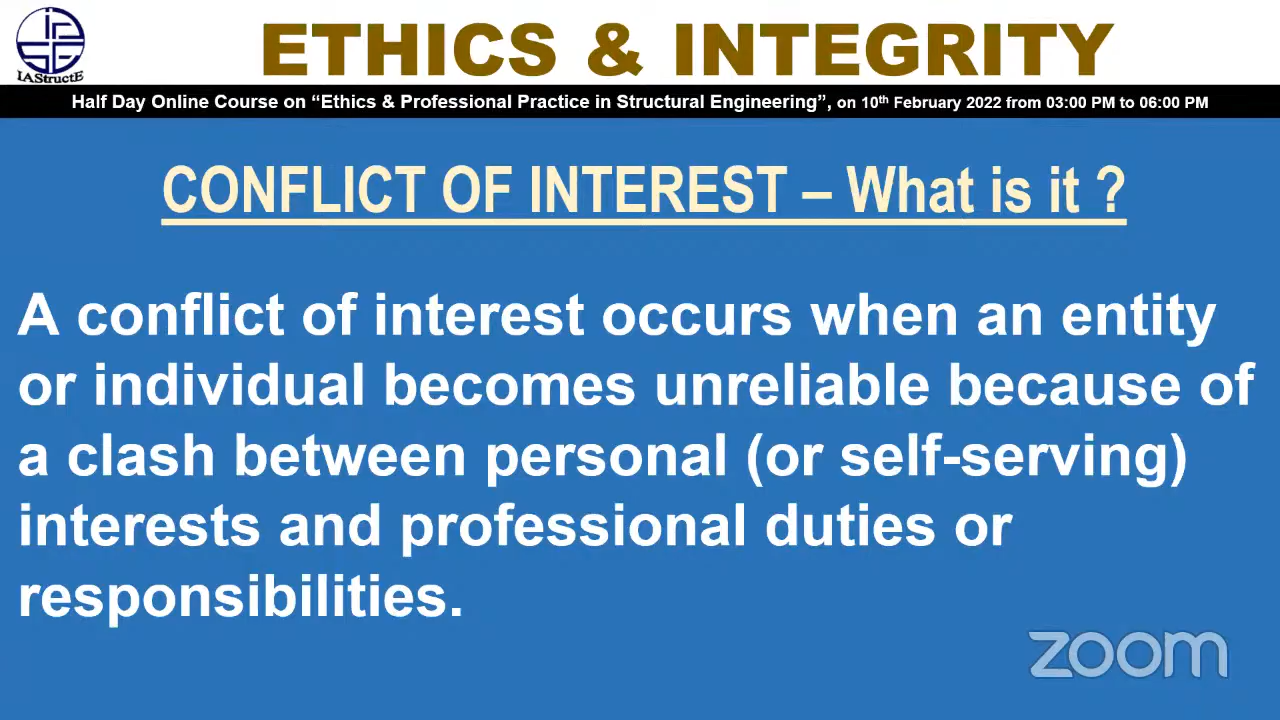 IAStructE
ETHICS & INTEGRITY
Half Day Online Course on “Ethics & Professional Practice in Structural Engineering”, on 10th February 2022 from 03:00 PM to 06:00 PM
CONFLICT OF INTEREST – What is it ?
A conflict of interest occurs when an entity
or individual becomes unreliable because of
a clash between personal (or self-serving)
interests and professional duties or
responsibilities.
zoom